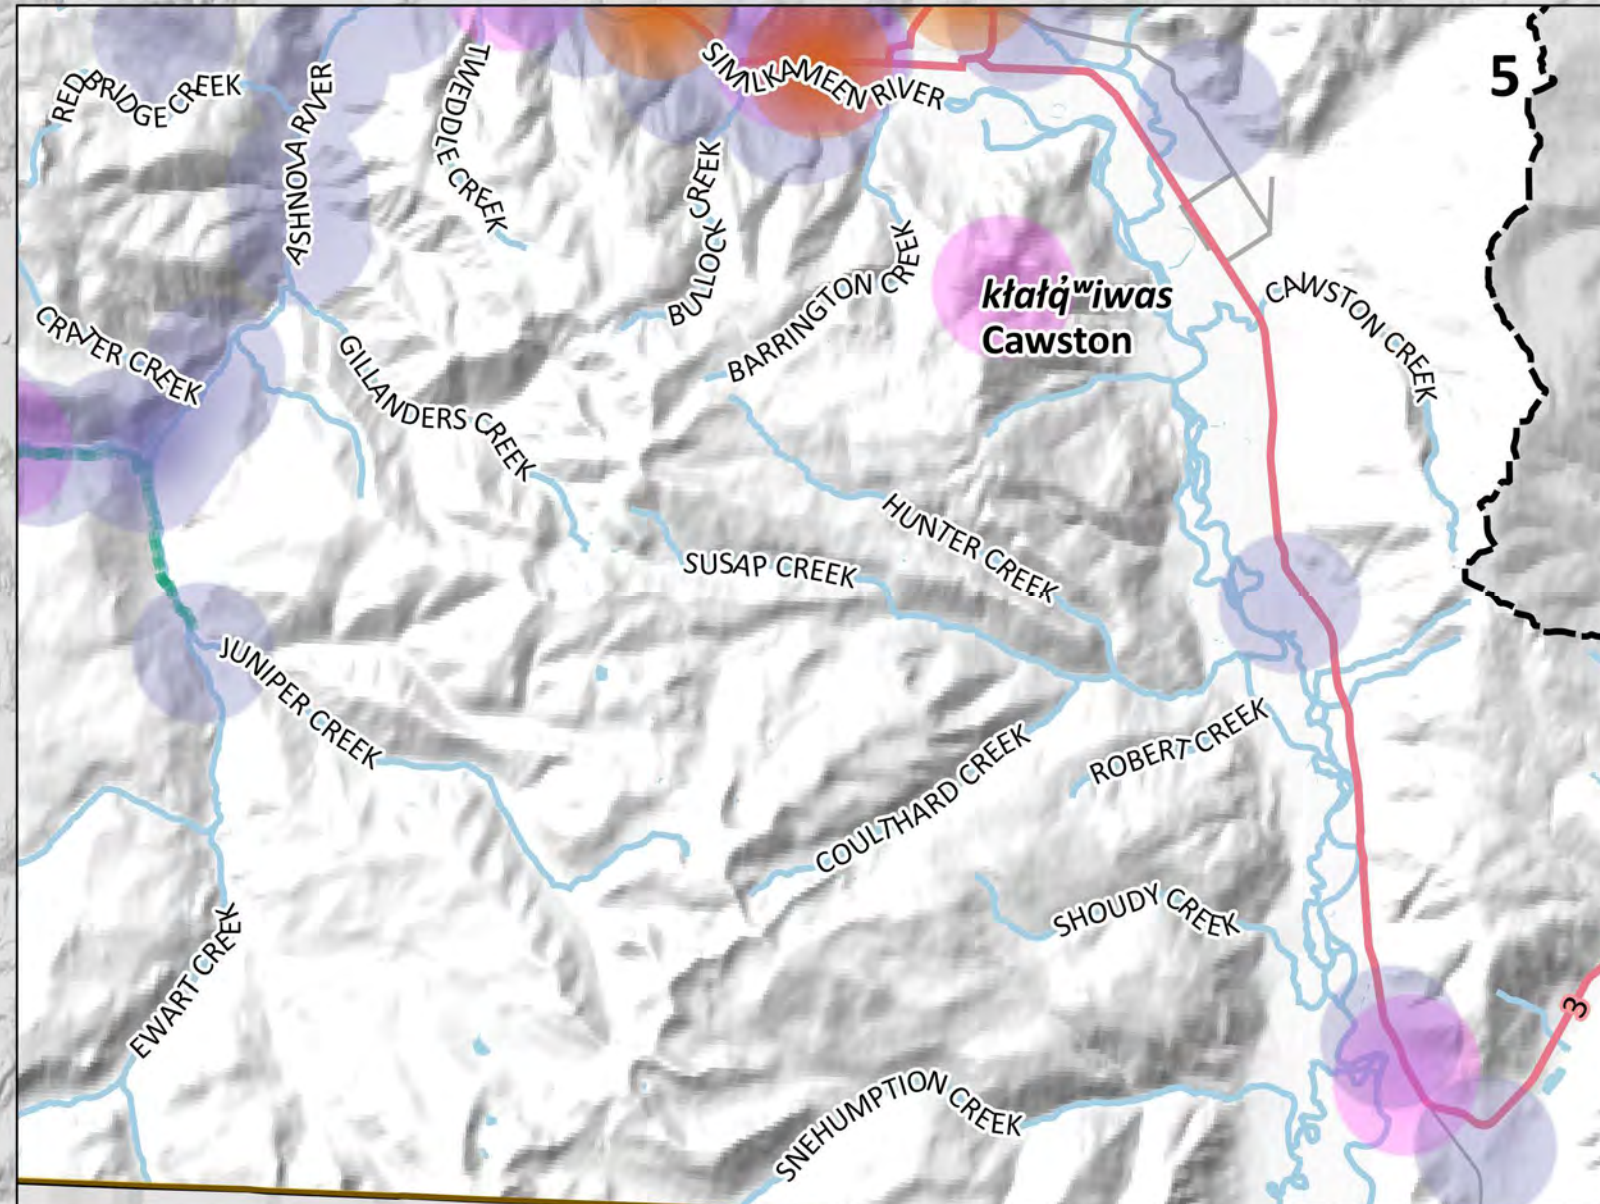 5
RED BRIDGE CREEK
ASHNOLA RIVER
TWEDDLE CREEK
SIMILKAMEEN RIVER
BULLOCK CREEK
BARRINGTON CREEK
kłałq̓ʷiwas
Cawston
CAWSTON CREEK
CRATER CREEK
GILLANDERS CREEK
HUNTER CREEK
SUSAP CREEK
JUNIPER CREEK
ROBERT CREEK
COULTHARD CREEK
SHOUDY CREEK
EWART CREEK
3
SNEHUMPTION CREEK